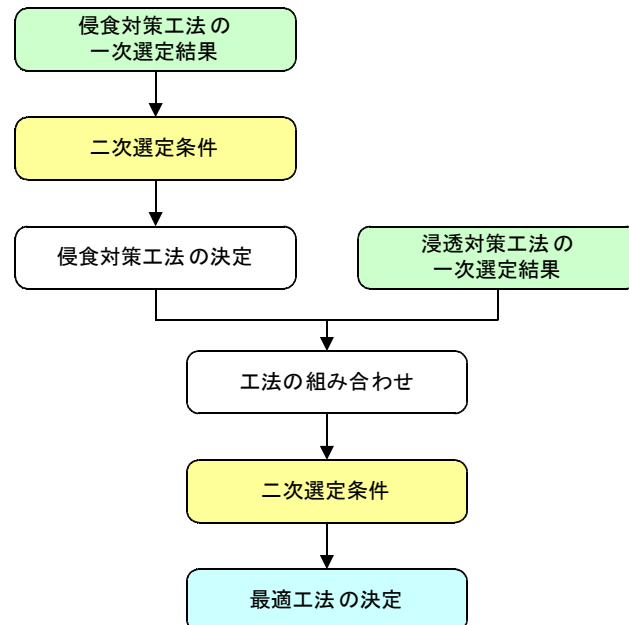 侵食対策工法の
一次選定結果
二次選定条件
侵食対策工法の決定
浸透対策工法の
一次選定結果
工法の組み合わせ
二次選定条件
最適工法の決定